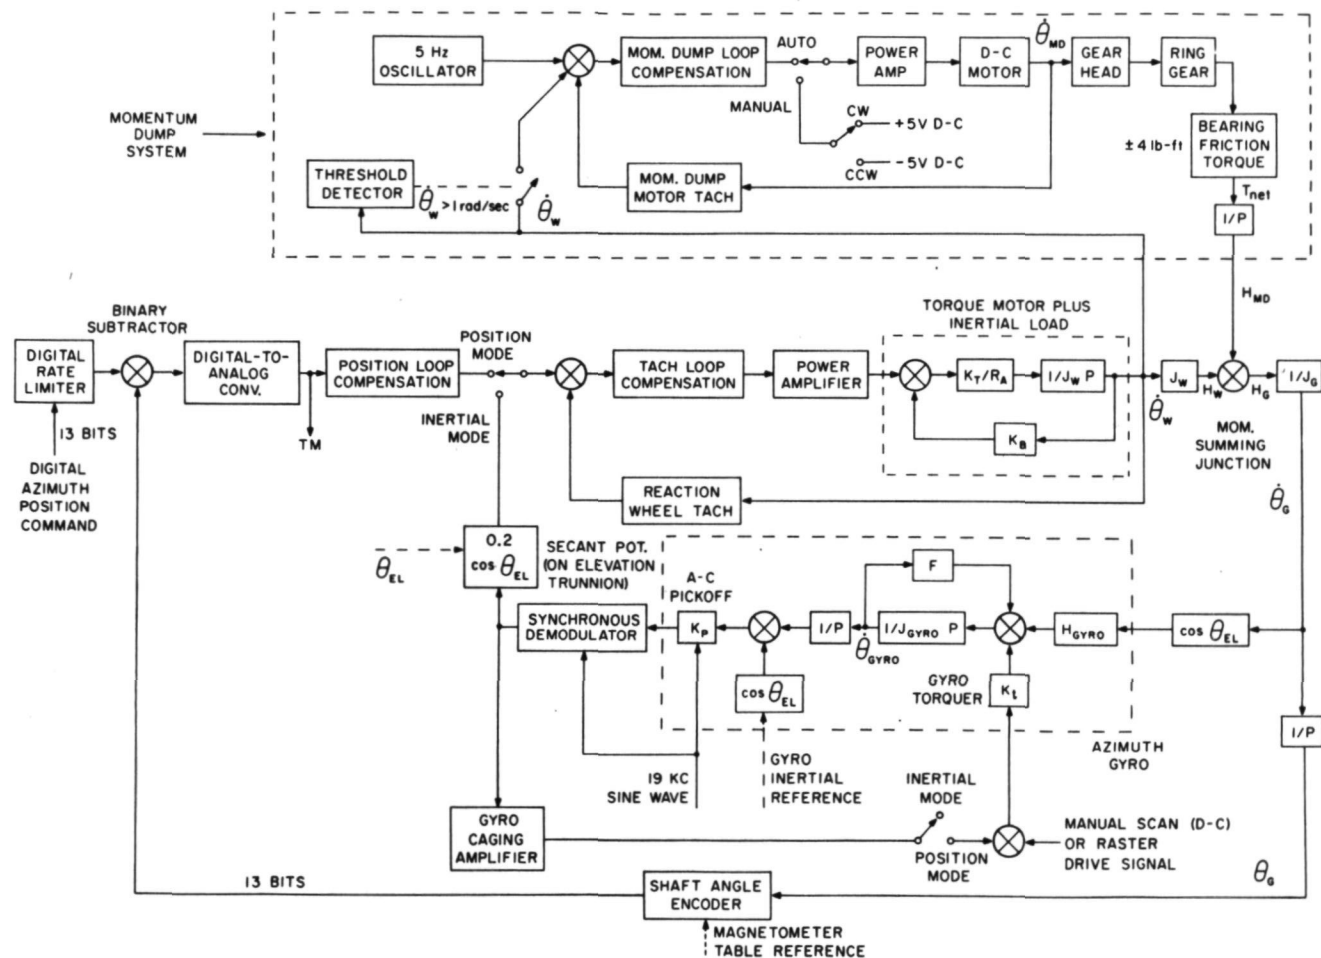 5 Hz
OSCILLATOR
MOM. DUMP LOOP
COMPENSATION
AUTO
POWER
AMP
D-C
MOTOR
θ̇MD
GEAR
HEAD
RING
GEAR
MANUAL
CW
+5V D-C
-5V D-C
CCW
MOMENTUM
DUMP
SYSTEM
±4 lb-ft
BEARING
FRICTION
TORQUE
THRESHOLD
DETECTOR
θ̇W >1 rad/sec
θ̇W
MOM. DUMP
MOTOR TACH
Tnet
1/P
HMD
BINARY
SUBTRACTOR
TORQUE MOTOR PLUS
INERTIAL LOAD
DIGITAL
RATE
LIMITER
DIGITAL-TO-
ANALOG
CONV.
POSITION LOOP
COMPENSATION
POSITION
MODE
TACH LOOP
COMPENSATION
POWER
AMPLIFIER
KT/RA
1/JW P
JW
HW
HG
1/JG
θ̇W
KB
13 BITS
DIGITAL
AZIMUTH
POSITION
COMMAND
TM
INERTIAL
MODE
MOM.
SUMMING
JUNCTION
REACTION
WHEEL TACH
θ̇G
θEL
0.2
cos θEL
SECANT POT.
(ON ELEVATION
TRUNNION)
A-C
PICKOFF
F
SYNCHRONOUS
DEMODULATOR
KP
1/P
θ̇GYRO
1/JGYRO P
HGYRO
cos θEL
cos θEL
GYRO
TORQUER
Kt
1/P
AZIMUTH
GYRO
19 KC
SINE WAVE
GYRO
INERTIAL
REFERENCE
INERTIAL
MODE
GYRO
CAGING
AMPLIFIER
POSITION
MODE
MANUAL SCAN (D-C)
OR RASTER
DRIVE SIGNAL
13 BITS
SHAFT ANGLE
ENCODER
θG
MAGNETOMETER
TABLE REFERENCE